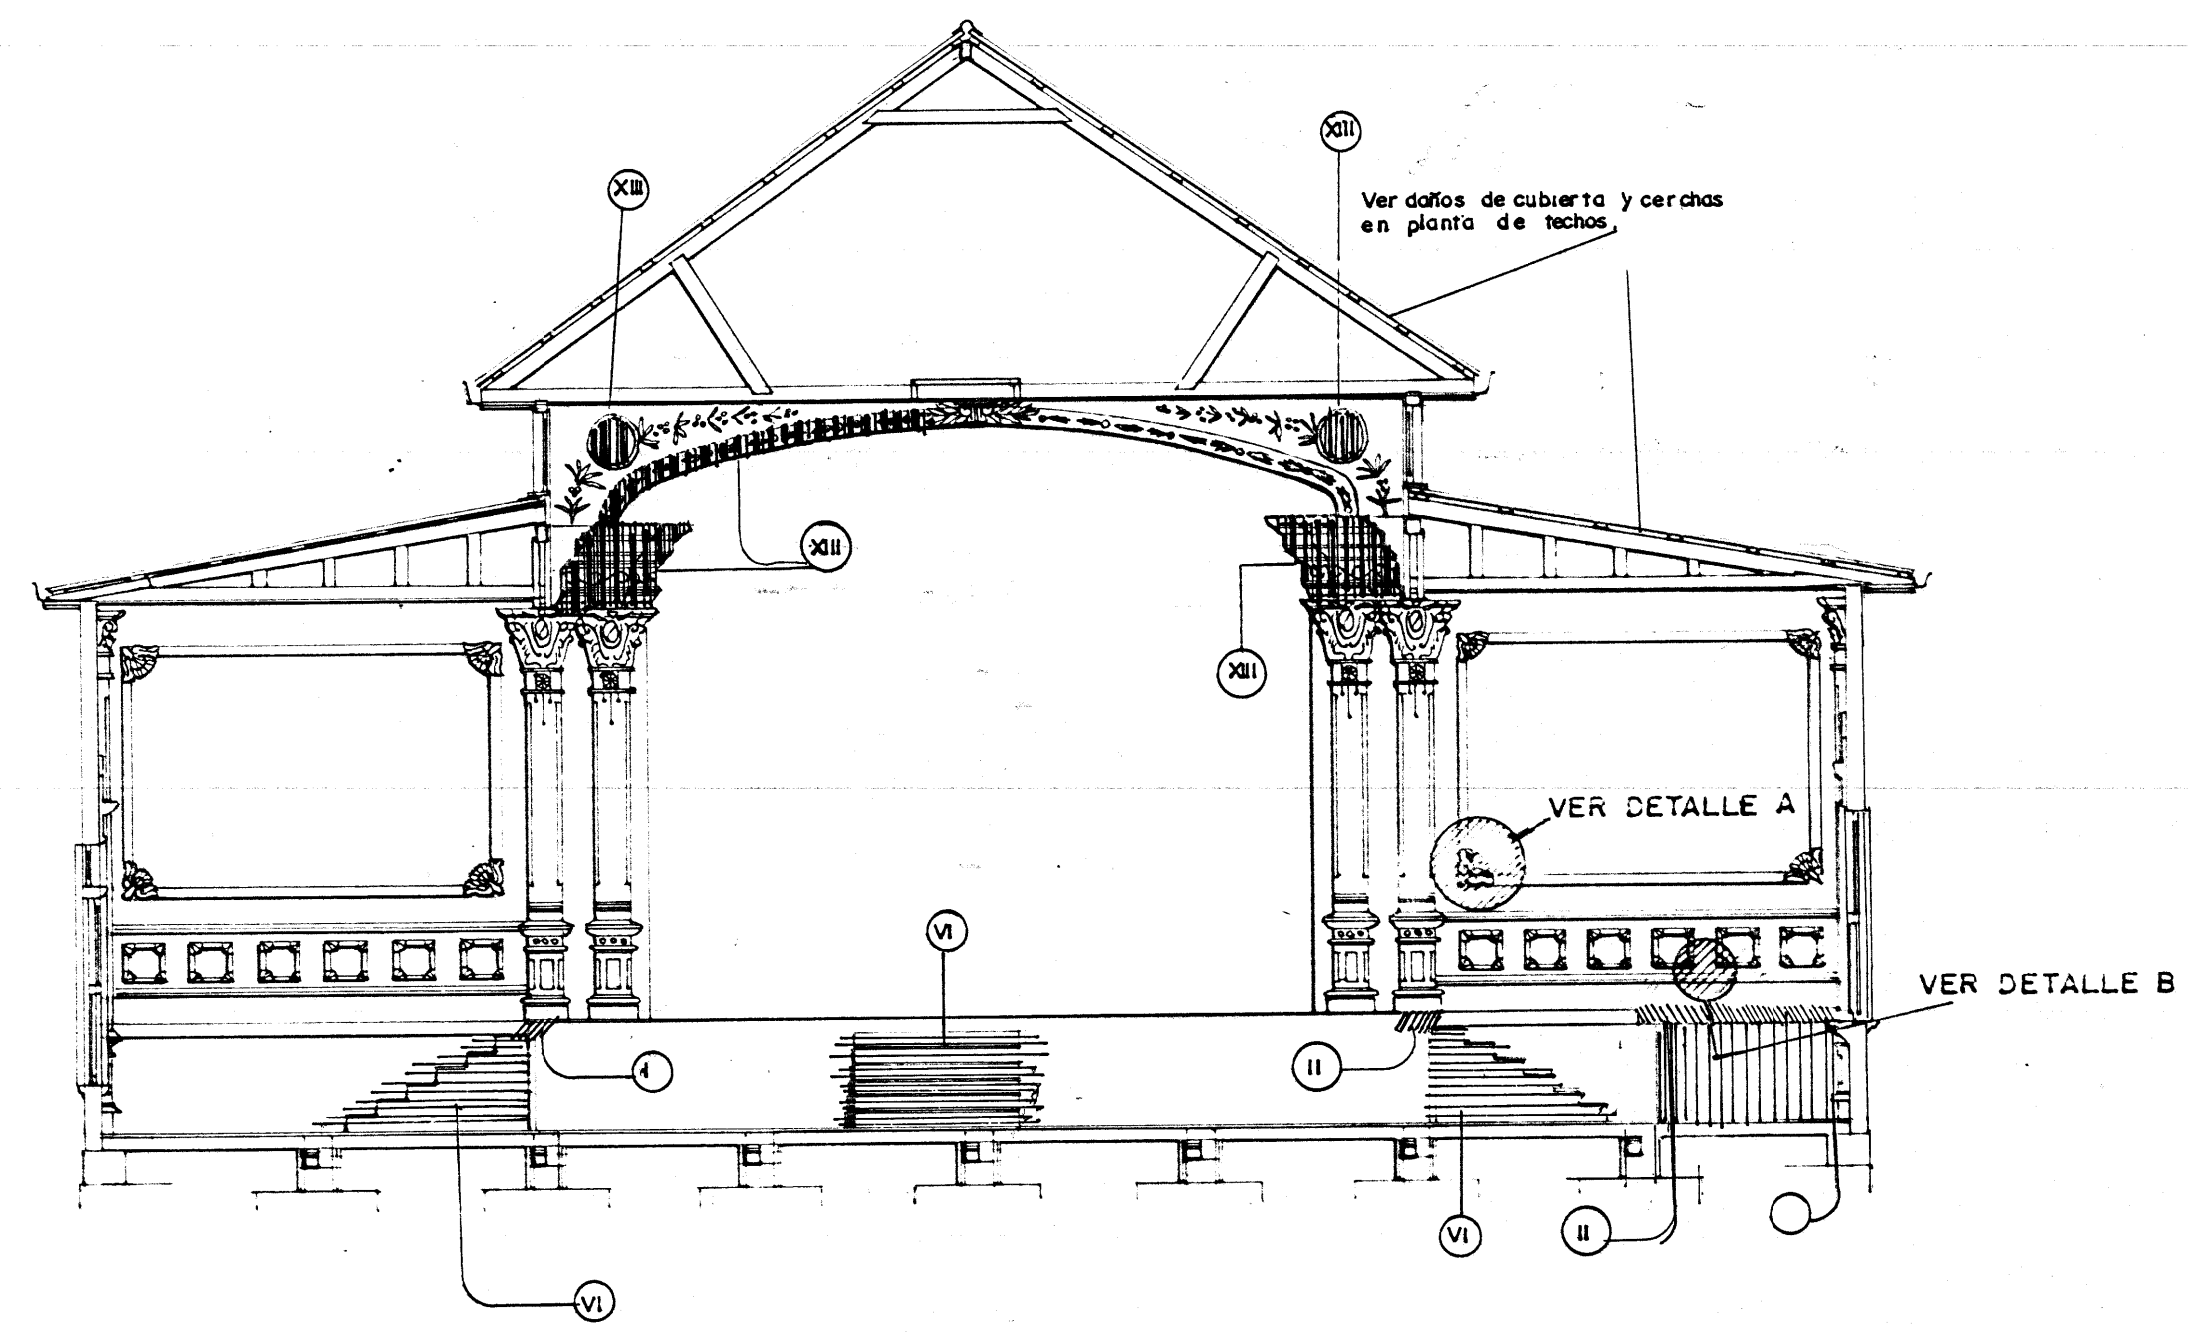 XIII
XIII
Ver daños de cubierta y cerchas
en planta de techos.
XIII
XIII
VER DETALLE A
VI
VER DETALLE B
II
VI
II
VI